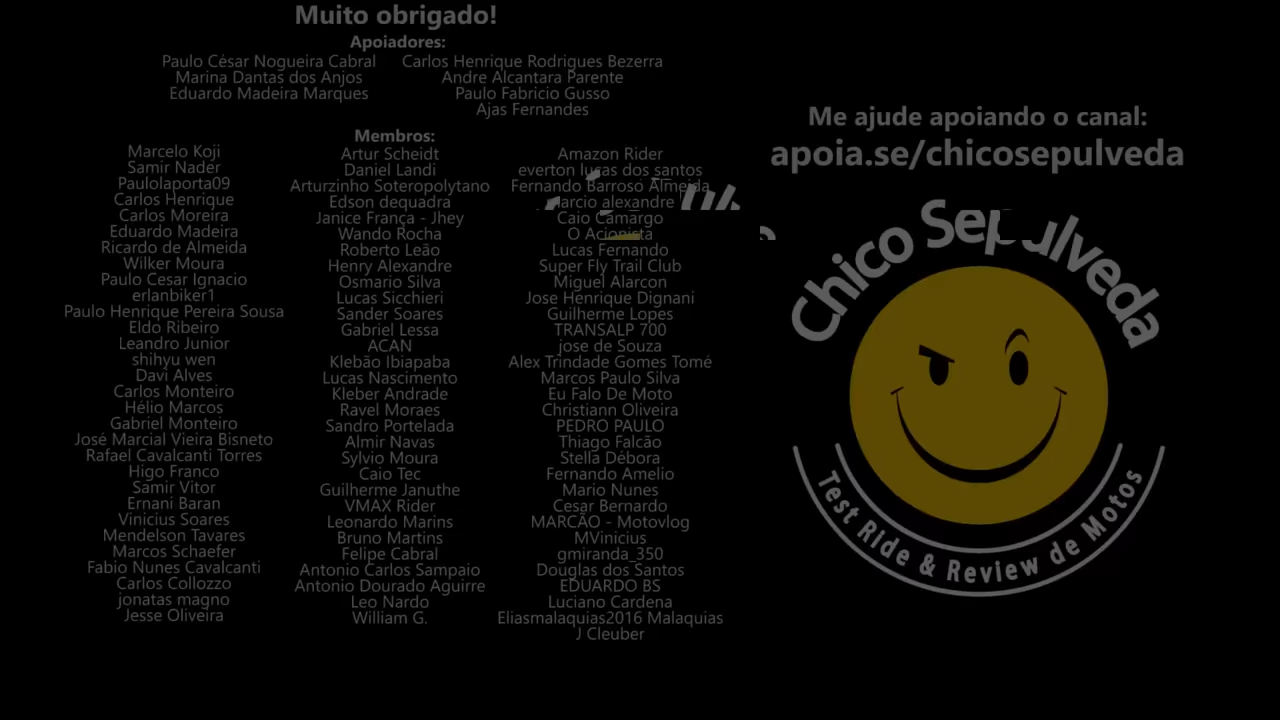 Muito obrigado!
Apoiadores:
Paulo César Nogueira Cabral
Marina Dantas dos Anjos
Eduardo Madeira Marques
Carlos Henrique Rodrigues Bezerra
Andre Alcantara Parente
Paulo Fabricio Gusso
Ajas Fernandes
Membros:
Marcelo Koji
Samir Nader
Paulolaporta09
Carlos Henrique
Carlos Moreira
Eduardo Madeira
Ricardo de Almeida
Wilker Moura
Paulo Cesar Ignacio
erlanbiker1
Paulo Henrique Pereira Sousa
Eldo Ribeiro
Leandro Junior
shihyu wen
Davi Alves
Carlos Monteiro
Hélio Marcos
Gabriel Monteiro
José Marcial Vieira Bisneto
Rafael Cavalcanti Torres
Higo Franco
Samir Vitor
Ernani Baran
Vinicius Soares
Mendelson Tavares
Marcos Schaefer
Fabio Nunes Cavalcanti
Carlos Collozzo
jonatas magno
Jesse Oliveira
Artur Scheidt
Daniel Landi
Arturzinho Soteropolytano
Edson dequadra
Janice França - Jhey
Wando Rocha
Roberto Leão
Henry Alexandre
Osmario Silva
Lucas Sicchieri
Sander Soares
Gabriel Lessa
ACAN
Klebão Ibiapaba
Lucas Nascimento
Kleber Andrade
Ravel Moraes
Sandro Portelada
Almir Navas
Sylvio Moura
Caio Tec
Guilherme Januthe
VMAX Rider
Leonardo Marins
Bruno Martins
Felipe Cabral
Antonio Carlos Sampaio
Antonio Dourado Aguirre
Leo Nardo
William G.
Amazon Rider
everton lucas dos santos
Fernando Barroso Almeida
marcio alexandre
Caio Camargo
O Acionista
Lucas Fernando
Super Fly Trail Club
Miguel Alarcon
Jose Henrique Dignani
Guilherme Lopes
TRANSALP 700
jose de Souza
Alex Trindade Gomes Tomé
Marcos Paulo Silva
Eu Falo De Moto
Christiann Oliveira
PEDRO PAULO
Thiago Falcão
Stella Débora
Fernando Amelio
Mario Nunes
Cesar Bernardo
MARCÃO - Motovlog
MVinicius
gmiranda_350
Douglas dos Santos
EDUARDO BS
Luciano Cardena
Eliasmalaquias2016 Malaquias
J Cleuber
Me ajude apoiando o canal:
apoia.se/chicosepulveda
Chico Sepulveda
Test Ride & Review de Motos